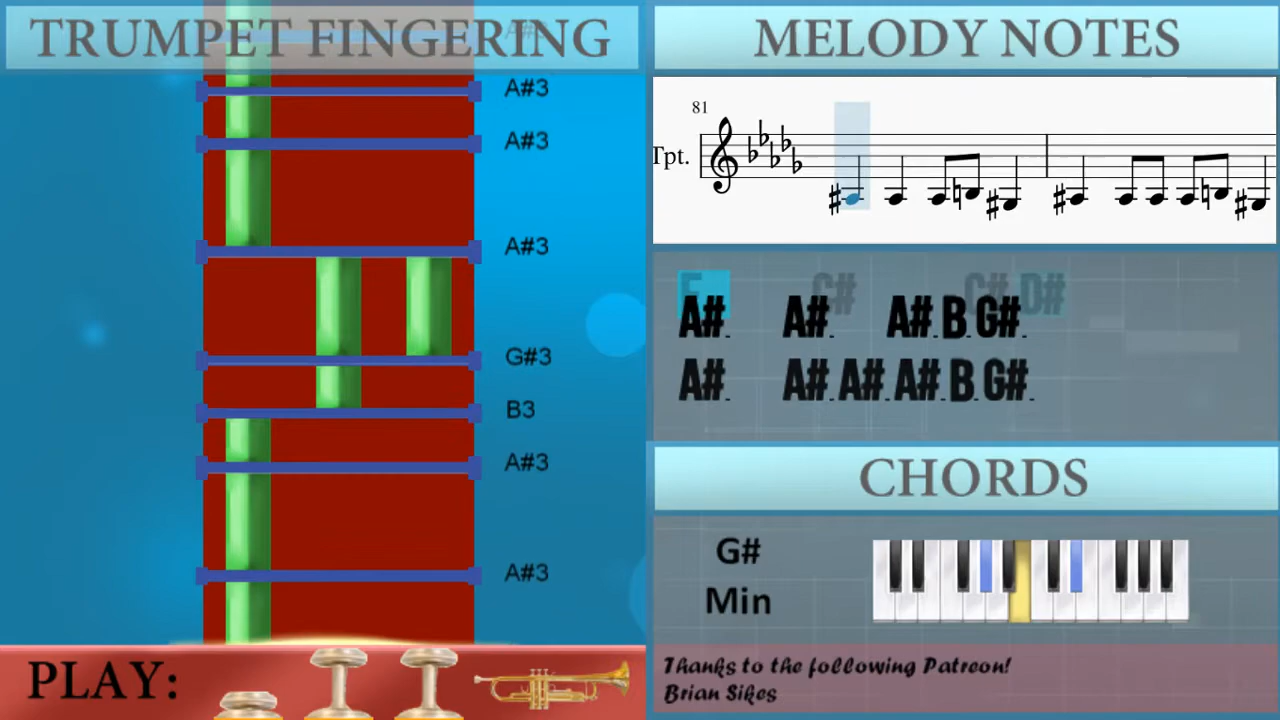 TRUMPET FINGERING
A#3
A#3
A#3
A#3
G#3
B3
A#3
A#3
PLAY:
MELODY NOTES
81
Tpt.
F C# C# D#
A#. A#. A#. B G#.
A#. A#. A#. A#. B. G#.
CHORDS
G#
Min
Thanks to the following Patreon!
Brian Sikes